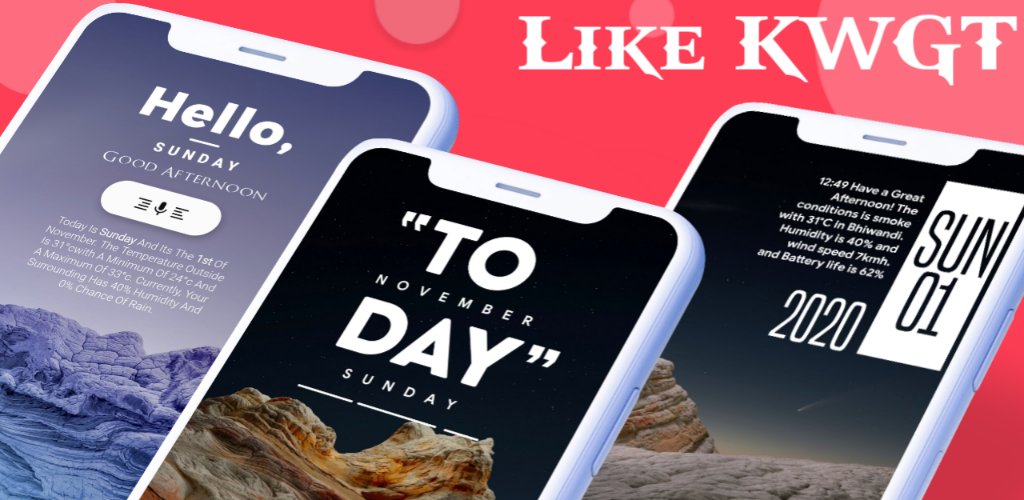 LIKE KWGT
Hello,
SUNDAY
GOOD AFTERNOON
Today Is Sunday And Its The 1st Of
November. The Temperature Outside
Is 31°cwith A Minimum Of 24°c And
A Maximum Of 33°c. Currently, Your
Surrounding Has 40% Humidity And
0% Chance Of Rain.
“TO
NOVEMBER
DAY”
SUNDAY
12:49 Have a Great
Afternoon! The
conditions is smoke
with 31°C in Bhiwandi.
Humidity is 40% and
wind speed 7kmh.
and Battery life is 62%
SUN
01
2020